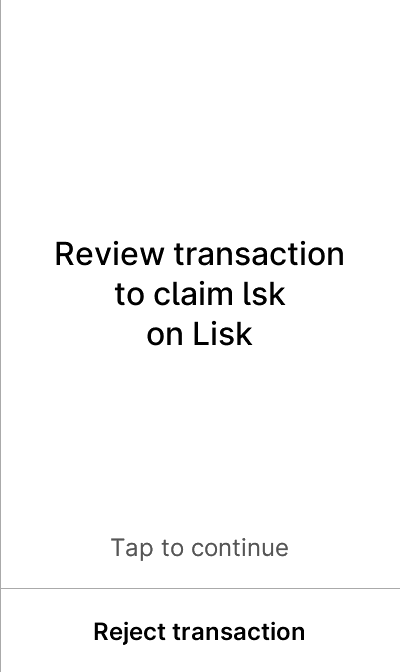 Review transaction
to claim lsk
on Lisk
Tap to continue
Reject transaction